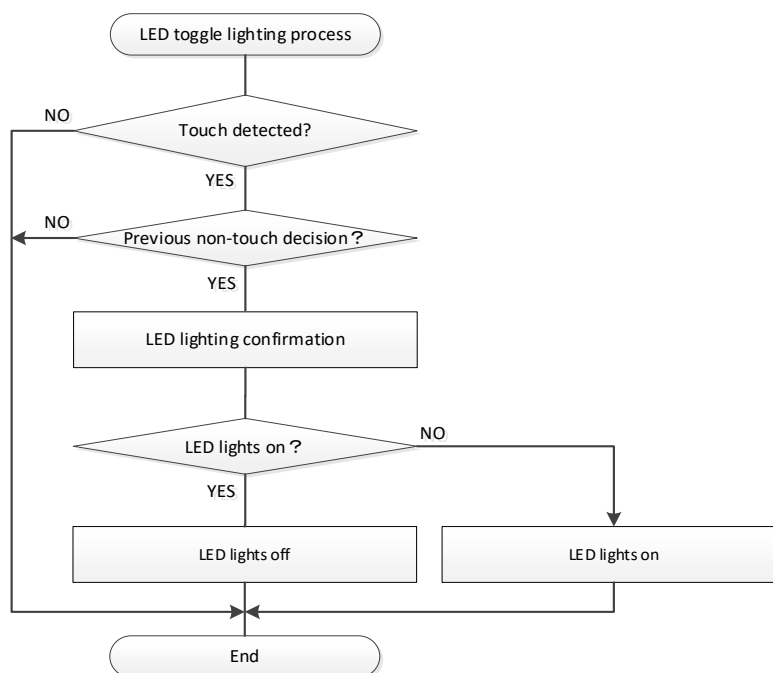 LED toggle lighting process
NO
Touch detected?
YES
NO
Previous non-touch decision？
YES
LED lighting confirmation
LED lights on？
NO
YES
LED lights off
LED lights on
End